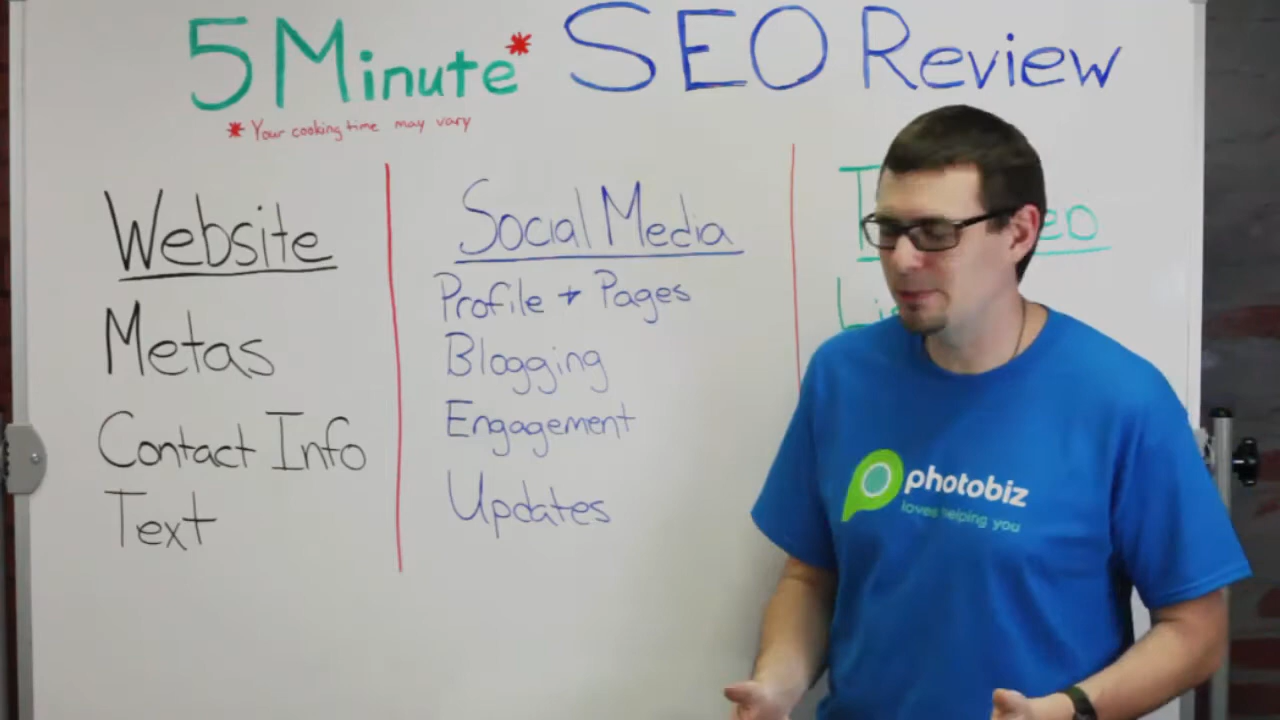 5 Minute* SEO Review
* Your cooking time may vary
Website
Metas
Contact Info
Text
Social Media
Profile + Pages
Blogging
Engagement
Updates
photobiz
loves helping you